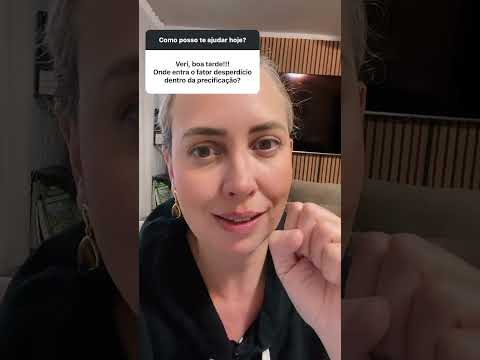 Como posso te ajudar hoje?
Veri, boa tarde!!!
Onde entra o fator desperdício
dentro da precificação?